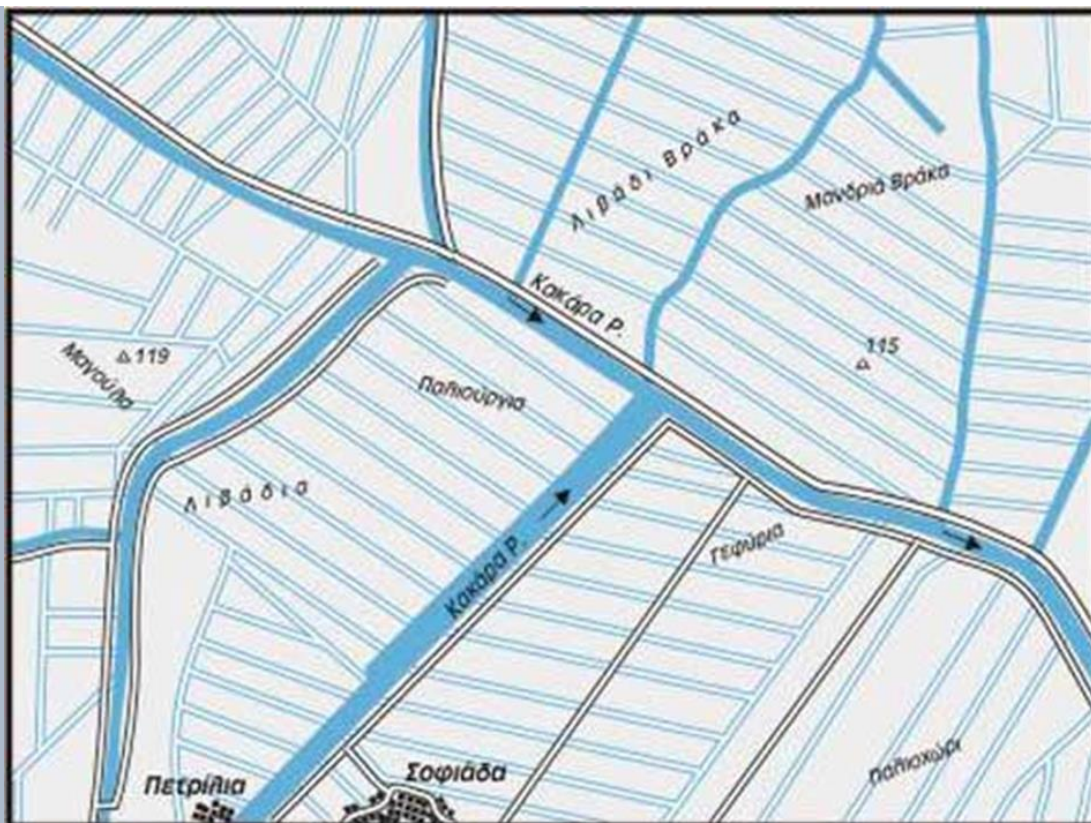 Λιβάδι Βράκα
Μανδριά Βράκα
Κακάρα Ρ.
115
119
Μαγούλα
Παλιούργια
Λιβάδια
Γεφύρια
Κακάρα Ρ.
Παλιοχώρι
Πετρίλια
Σοφιάδα